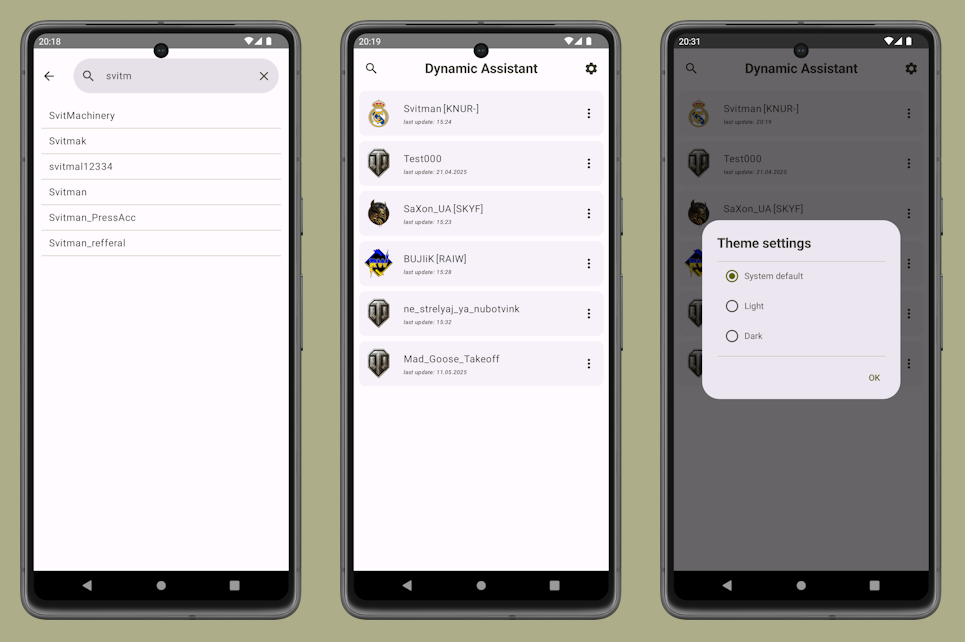 20:18
svitm
SvitMachinery
Svitmak
svitmal12334
Svitman
Svitman_PressAcc
Svitman_refferal
20:19
Dynamic Assistant
Svitman [KNUR-]
last update: 15:24
Test000
last update: 21.04.2025
SaXon_UA [SKYF]
last update: 15:23
BUJIiK [RAIW]
last update: 15:28
ne_strelyaj_ya_nubotvink
last update: 15:32
Mad_Goose_Takeoff
last update: 11.05.2025
20:31
Dynamic Assistant
Svitman [KNUR-]
last update: 20:19
Test000
last update: 21.04.2025
SaXon_UA [SKYF]
Theme settings
System default
Light
Dark
OK